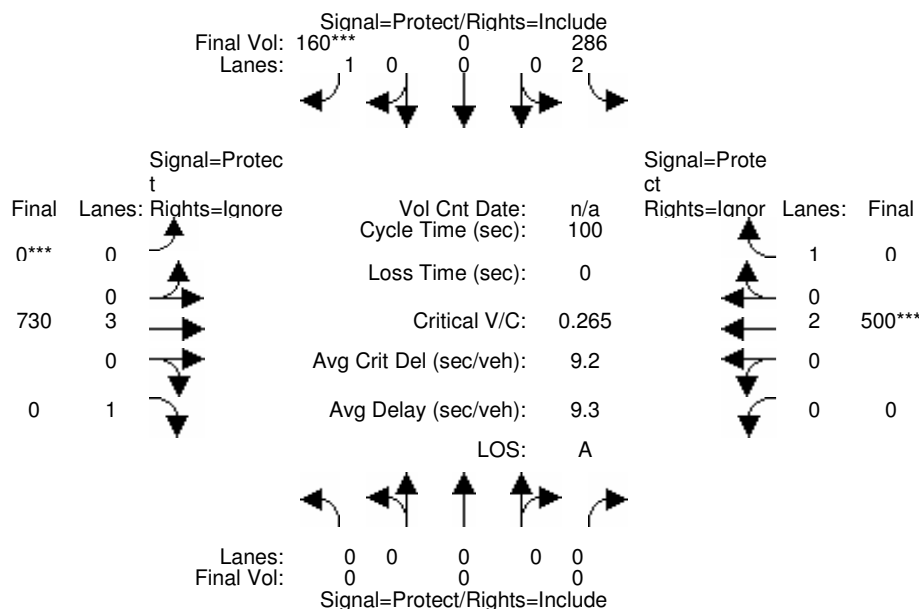 Signal=Protect/Rights=Include
Final Vol: 160*** 0 286
Lanes: 1 0 0 0 2
Signal=Protec
t
Signal=Prote
ct
Final Lanes: Rights=Ignore Vol Cnt Date: n/a Rights=Ignor Lanes: Final
Cycle Time (sec): 100
0*** 0 1 0
Loss Time (sec): 0
0 0
730 3 Critical V/C: 0.265 2 500***
0 Avg Crit Del (sec/veh): 9.2 0
0 1 Avg Delay (sec/veh): 9.3 0 0
LOS: A
Lanes: 0 0 0 0 0
Final Vol: 0 0 0
Signal=Protect/Rights=Include